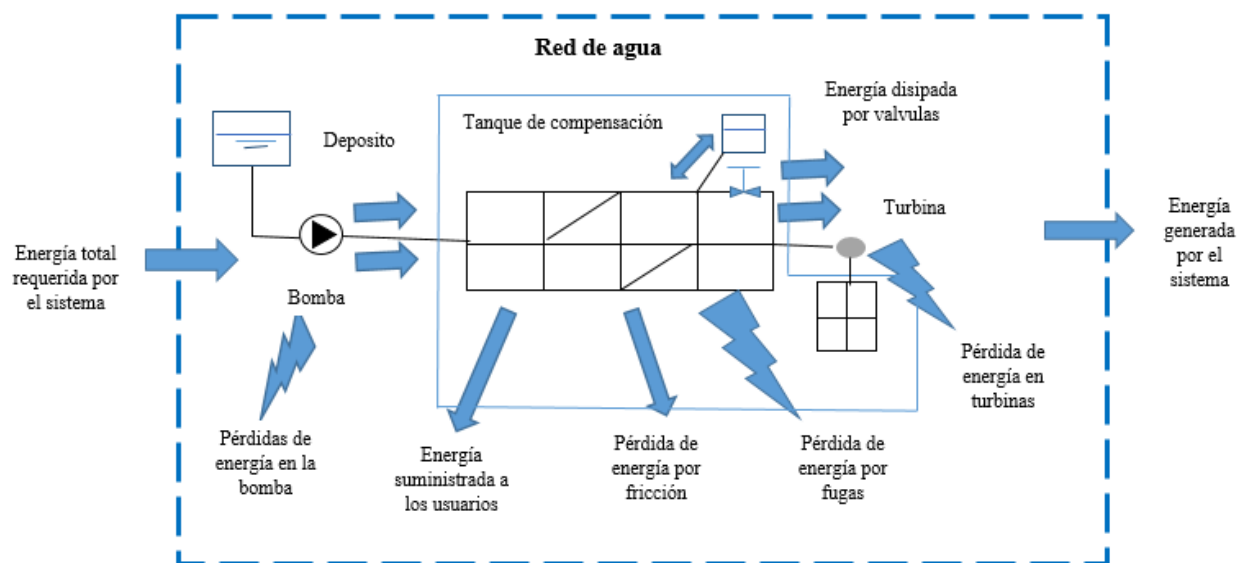 Red de agua
Energía disipada
por valvulas
Tanque de compensación
Deposito
Turbina
Energía
generada
por el
sistema
Energía total
requerida por
el sistema
Bomba
Pérdida de
energía en
turbinas
Pérdidas de
energía en la
bomba
Energía
suministrada a
los usuarios
Pérdida de
energía por
fricción
Pérdida de
energía por
fugas